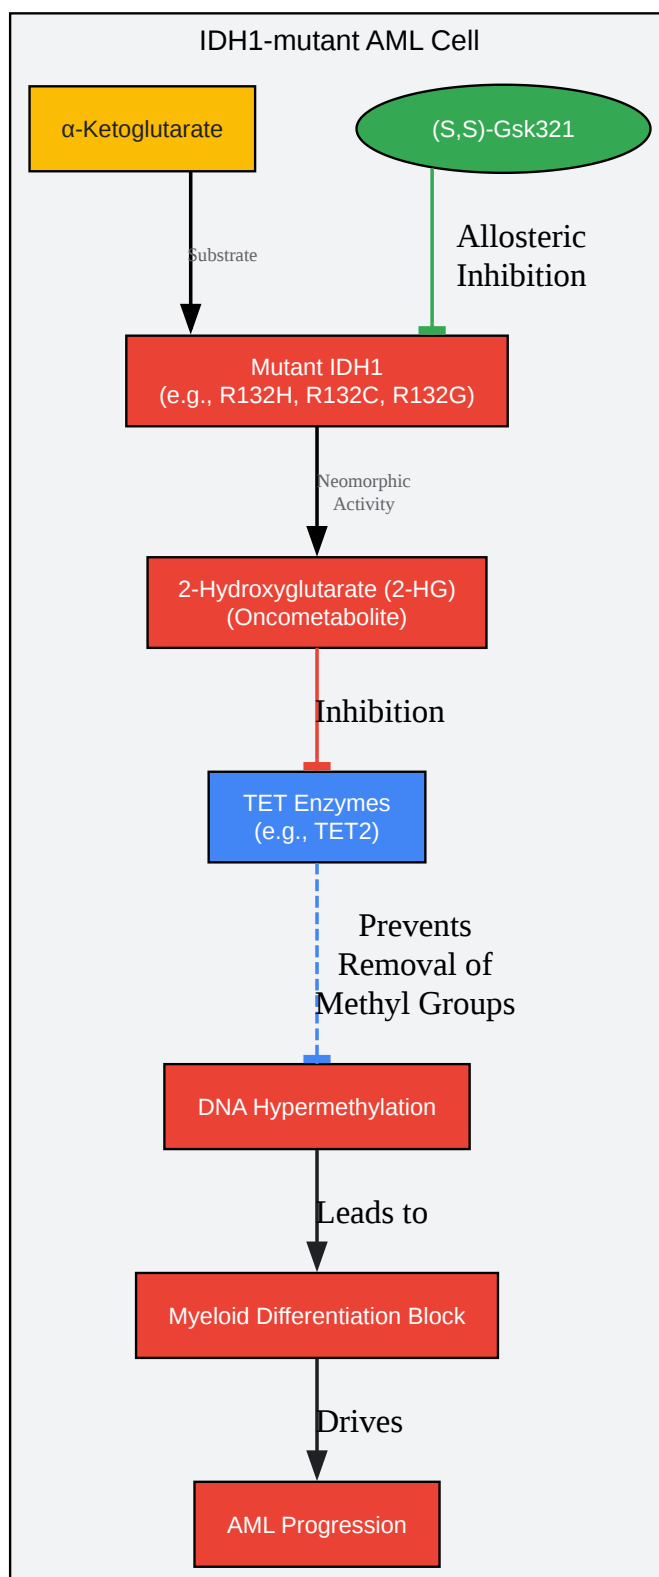 IDH1-mutant AML Cell
α-Ketoglutarate
(S,S)-Gsk321
Substrate
Allosteric
Inhibition
Mutant IDH1
(e.g., R132H, R132C, R132G)
Neomorphic
Activity
2-Hydroxyglutarate (2-HG)
(Oncometabolite)
Inhibition
TET Enzymes
(e.g., TET2)
Prevents
Removal of
Methyl Groups
DNA Hypermethylation
Leads to
Myeloid Differentiation Block
Drives
AML Progression